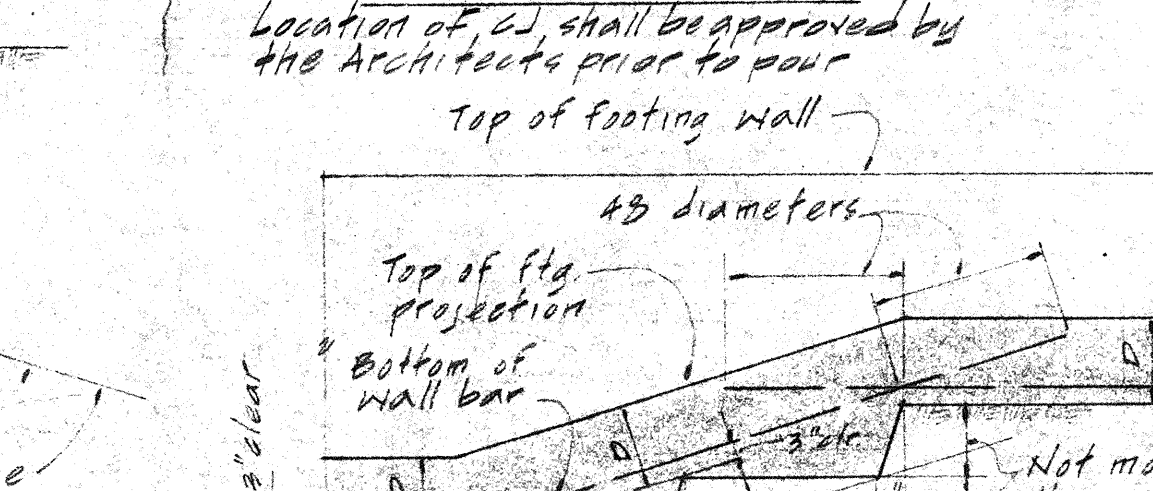 Location of CJ shall be approved by
the Architects prior to pour
Top of footing wall
48 diameters
Top of ftg.
projection
Bottom of
wall bar
3" clear
D
D
D
3" clr
Not mo
e